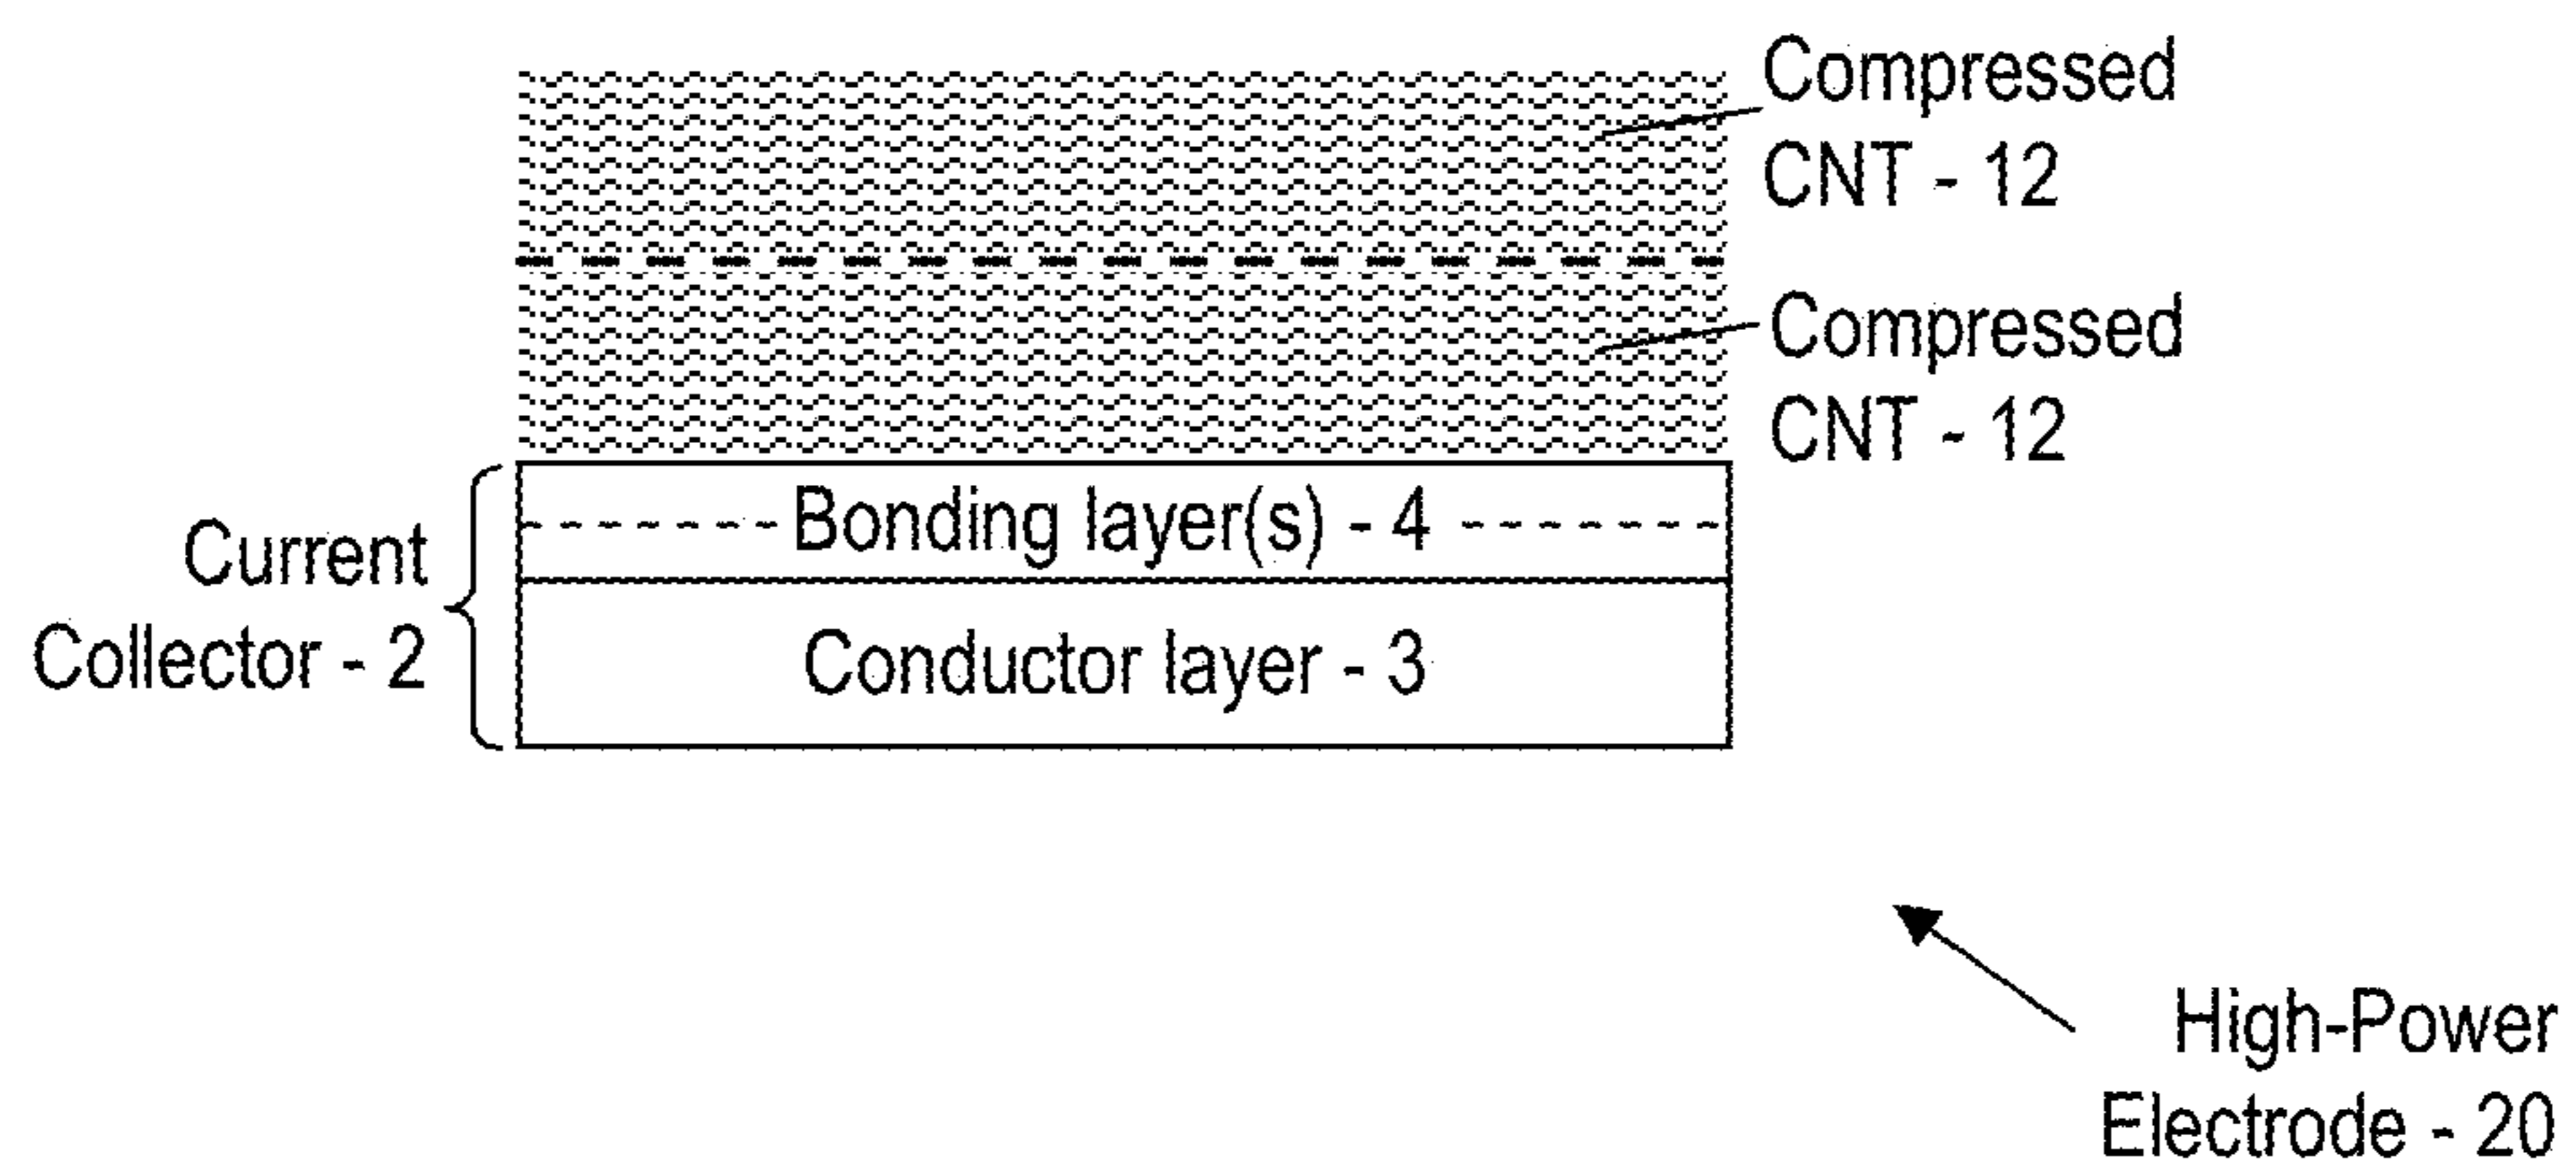 Compressed
CNT - 12
Compressed
CNT - 12
Bonding layer(s) - 4
Current
Collector - 2
Conductor layer - 3
High-Power
Electrode - 20